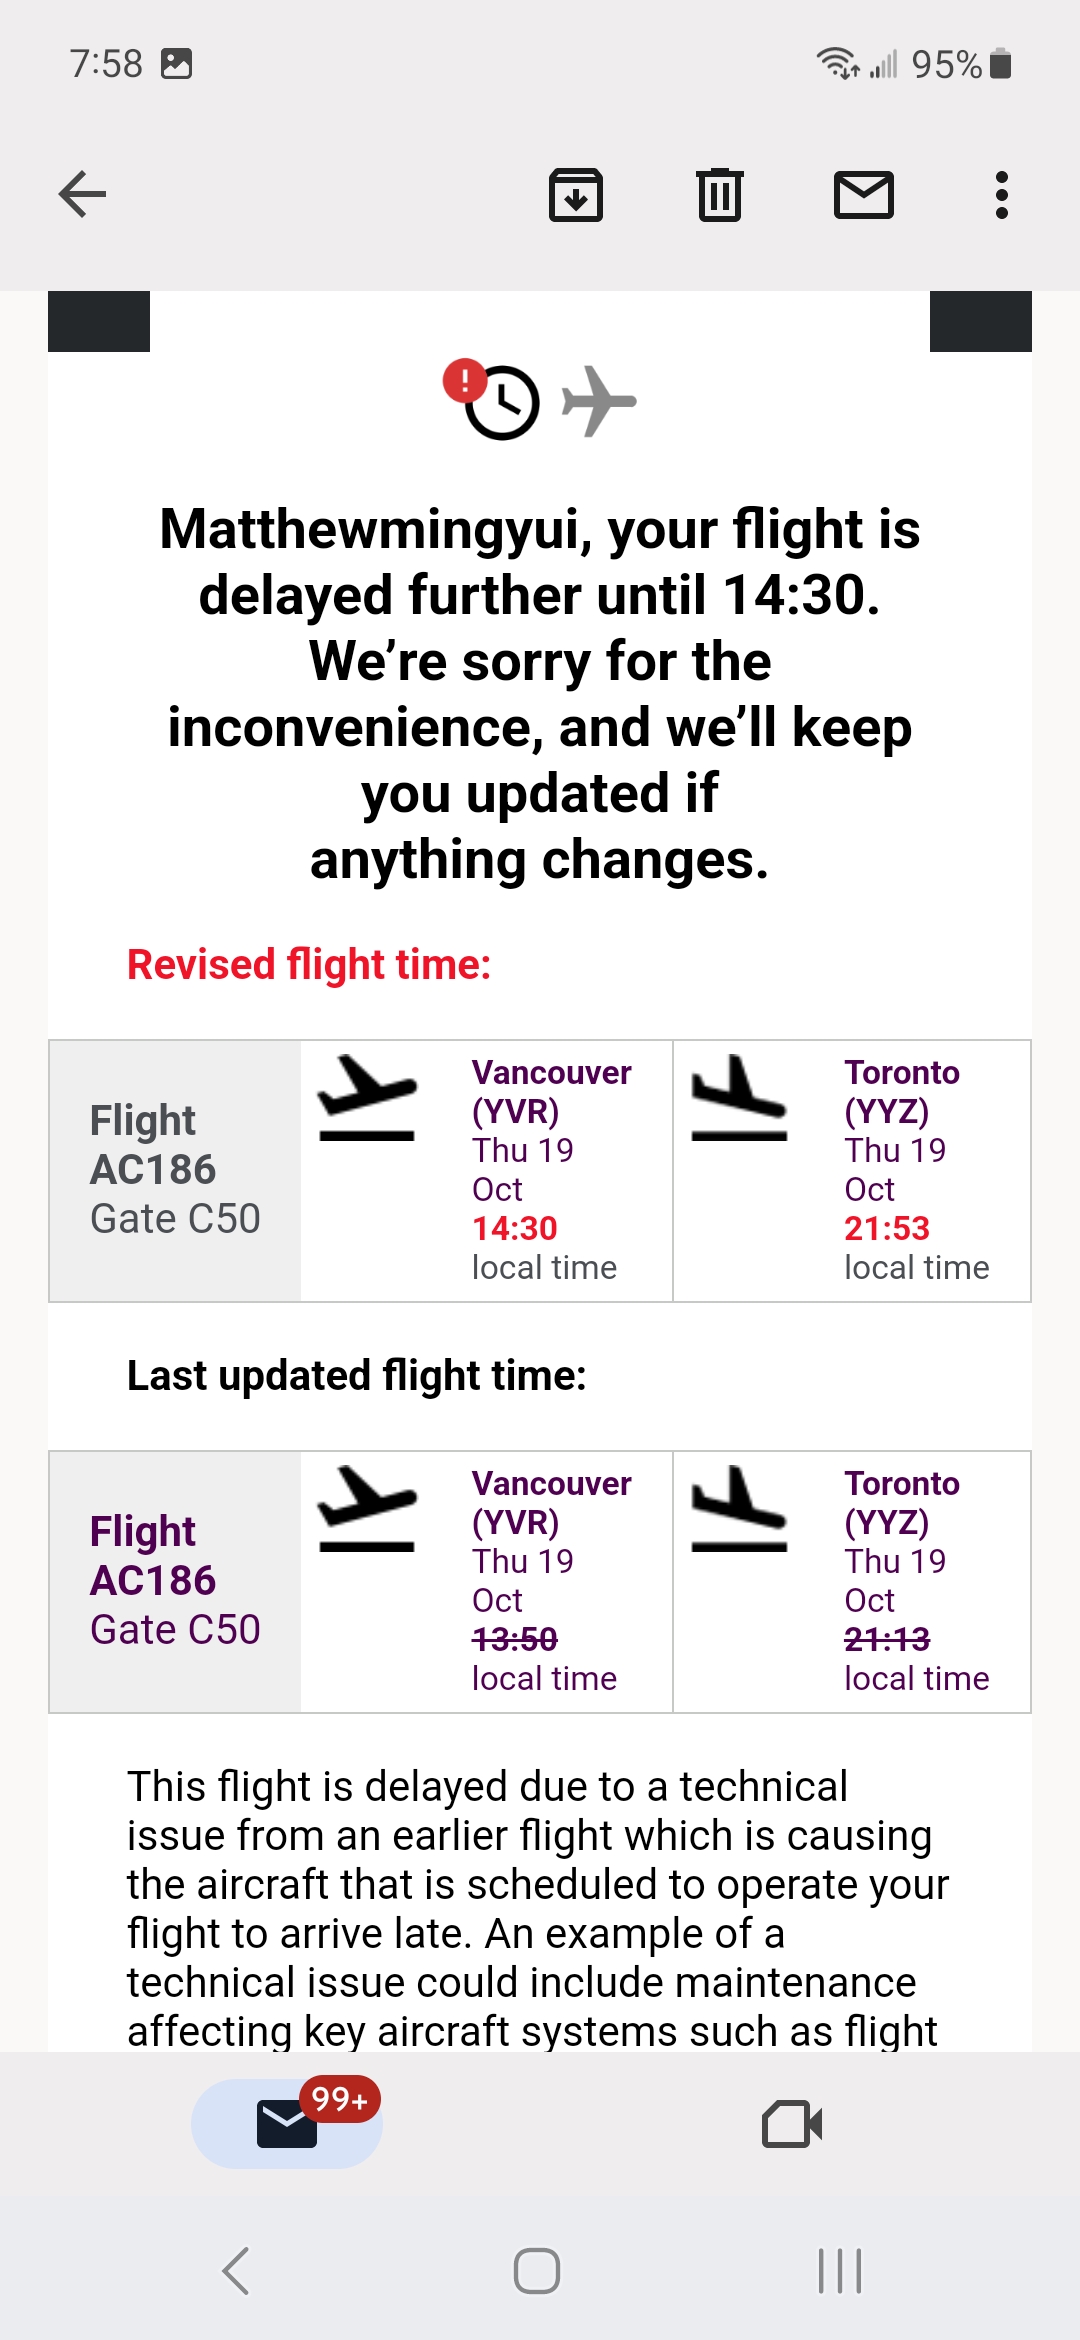 7:58
95%
!
Matthewmingyui, your flight is
delayed further until 14:30.
We’re sorry for the
inconvenience, and we’ll keep
you updated if
anything changes.
Revised flight time:
Flight
AC186
Gate C50
Vancouver
(YVR)
Thu 19
Oct
14:30
local time
Toronto
(YYZ)
Thu 19
Oct
21:53
local time
Last updated flight time:
Flight
AC186
Gate C50
Vancouver
(YVR)
Thu 19
Oct
13:50
local time
Toronto
(YYZ)
Thu 19
Oct
21:13
local time
This flight is delayed due to a technical
issue from an earlier flight which is causing
the aircraft that is scheduled to operate your
flight to arrive late. An example of a
technical issue could include maintenance
affecting key aircraft systems such as flight
99+